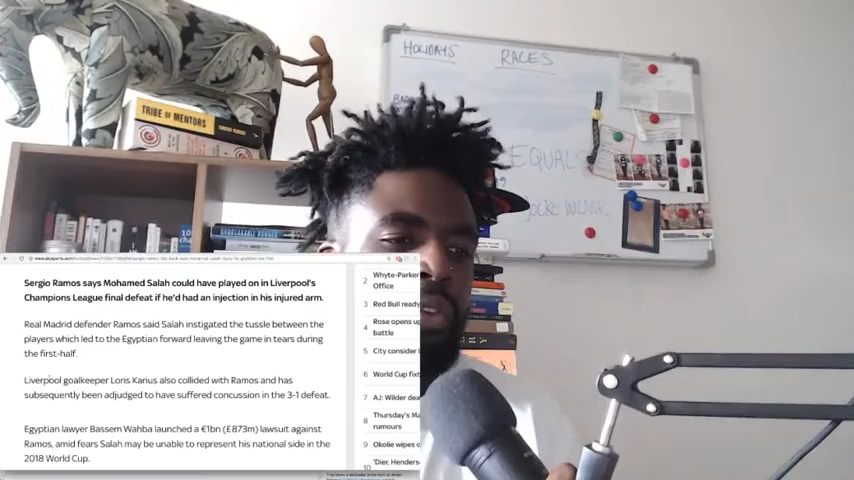 HOLIDAYS
RACES
TRIBE OF MENTORS
EQUALS
Sergio Ramos says Mohamed Salah could have played on in Liverpool's
Champions League final defeat if he'd had an injection in his injured arm.
Real Madrid defender Ramos said Salah instigated the tussle between the
players which led to the Egyptian forward leaving the game in tears during
the first-half.
Liverpool goalkeeper Loris Karius also collided with Ramos and has
subsequently been adjudged to have suffered concussion in the 3-1 defeat.
Egyptian lawyer Bassem Wahba launched a €1bn (£873m) lawsuit against
Ramos, amid fears Salah may be unable to represent his national side in the
2018 World Cup.
2 Whyte-Parker
Office
3 Red Bull ready
4 Rose opens up
battle
5 City consider
6 World Cup fixt
7 AJ: Wilder dea
8 Thursday's Ma
rumours
9 Okolie wipes o
10 'Dier, Henders